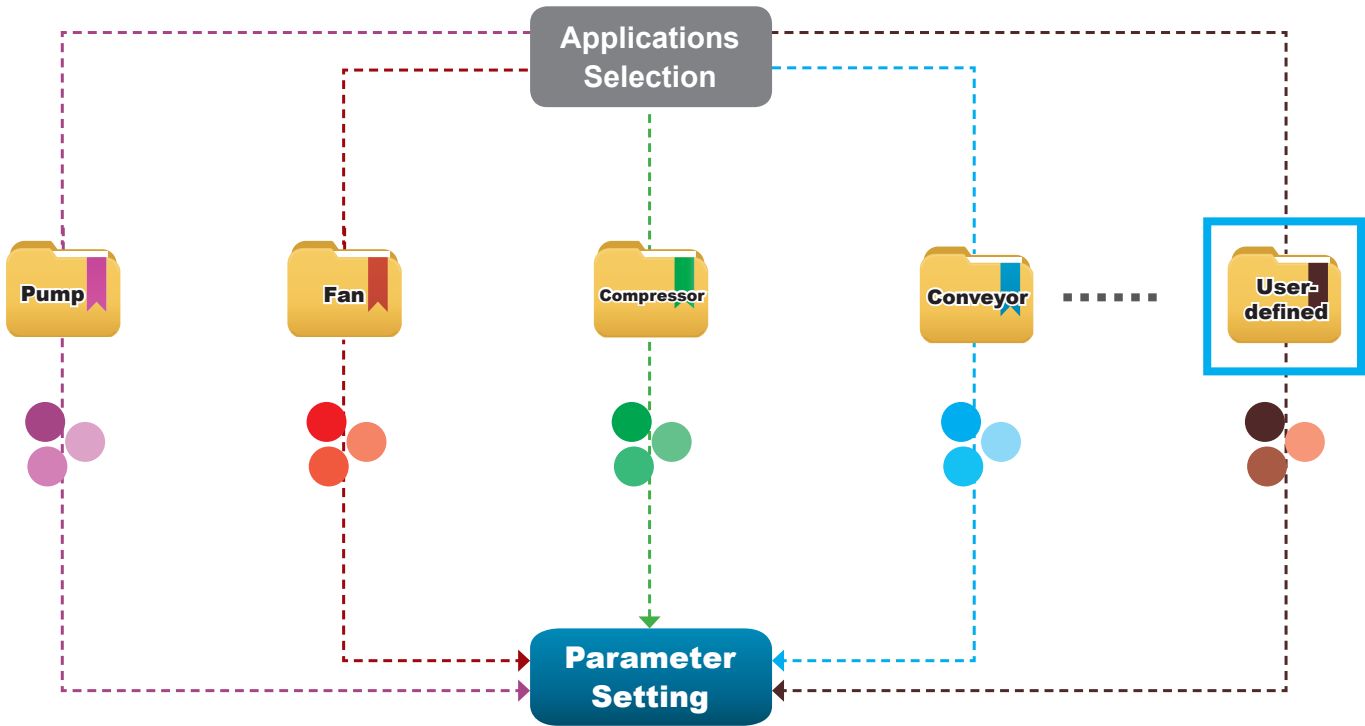 Applications
Selection
Pump
Fan
Compressor
Conveyor
User-
defined
Parameter
Setting